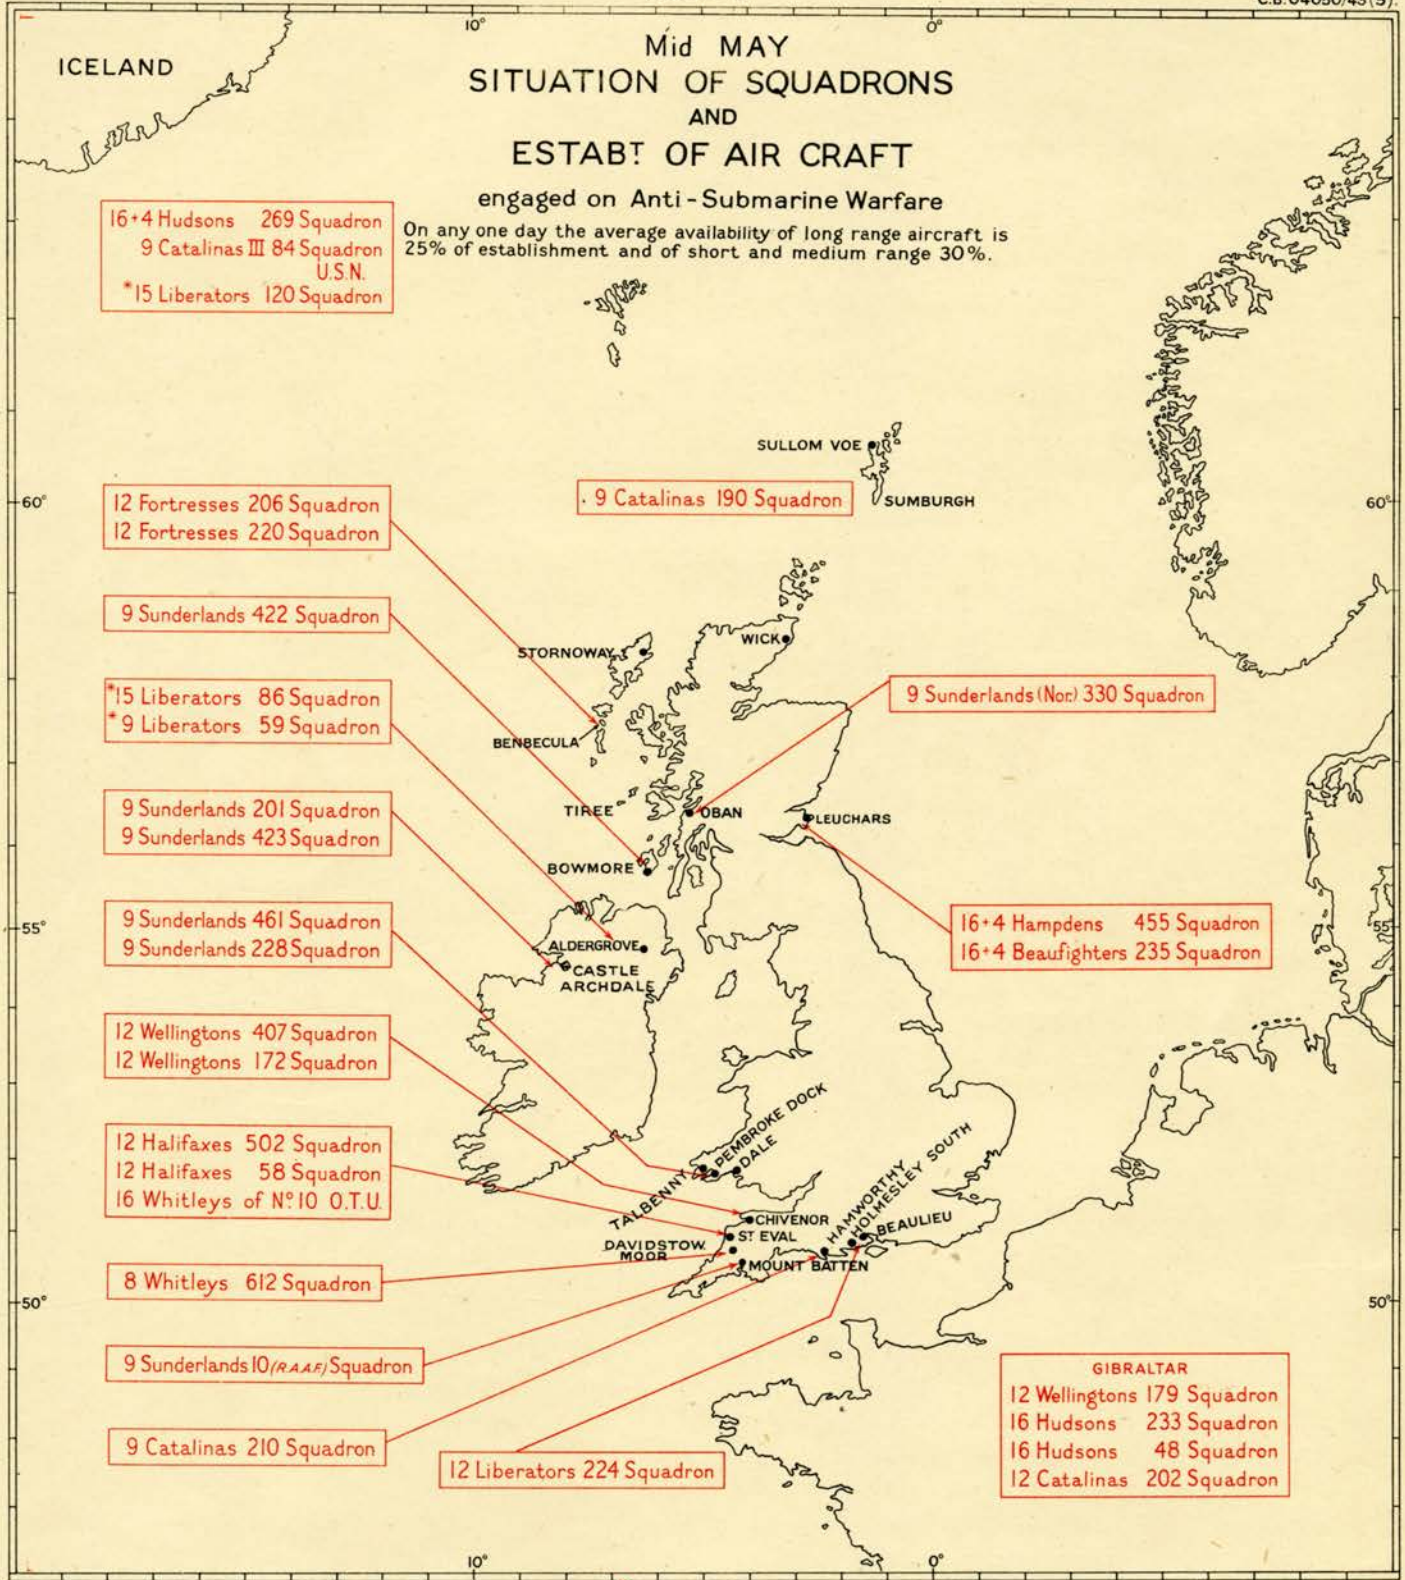 C.B. 04050/43 (5).
10°
0°
ICELAND
Mid MAY
SITUATION OF SQUADRONS
AND
ESTABT OF AIR CRAFT
engaged on Anti-Submarine Warfare
On any one day the average availability of long range aircraft is
25% of establishment and of short and medium range 30%.
16+4 Hudsons 269 Squadron
9 Catalinas III 84 Squadron
U.S.N.
*15 Liberators 120 Squadron
SULLOM VOE
SUMBURGH
9 Catalinas 190 Squadron
60°
60°
12 Fortresses 206 Squadron
12 Fortresses 220 Squadron
9 Sunderlands 422 Squadron
WICK
STORNOWAY
*15 Liberators 86 Squadron
*9 Liberators 59 Squadron
9 Sunderlands (Nor.) 330 Squadron
BENBECULA
TIREE
OBAN
LEUCHARS
9 Sunderlands 201 Squadron
9 Sunderlands 423 Squadron
BOWMORE
9 Sunderlands 461 Squadron
9 Sunderlands 228 Squadron
16+4 Hampdens 455 Squadron
16+4 Beaufighters 235 Squadron
55°
55°
ALDERGROVE
CASTLE
ARCHDALE
12 Wellingtons 407 Squadron
12 Wellingtons 172 Squadron
12 Halifaxes 502 Squadron
12 Halifaxes 58 Squadron
16 Whitleys of No. 10 O.T.U.
TALBENNY
PEMBROKE DOCK
DALE
HAMWORTHY
HOLMESLEY SOUTH
BEAULIEU
CHIVENOR
ST EVAL
DAVIDSTOW
MOOR
MOUNT BATTEN
8 Whitleys 612 Squadron
50°
50°
9 Sunderlands 10 (R.A.A.F.) Squadron
9 Catalinas 210 Squadron
12 Liberators 224 Squadron
GIBRALTAR
12 Wellingtons 179 Squadron
16 Hudsons 233 Squadron
16 Hudsons 48 Squadron
12 Catalinas 202 Squadron
10°
0°